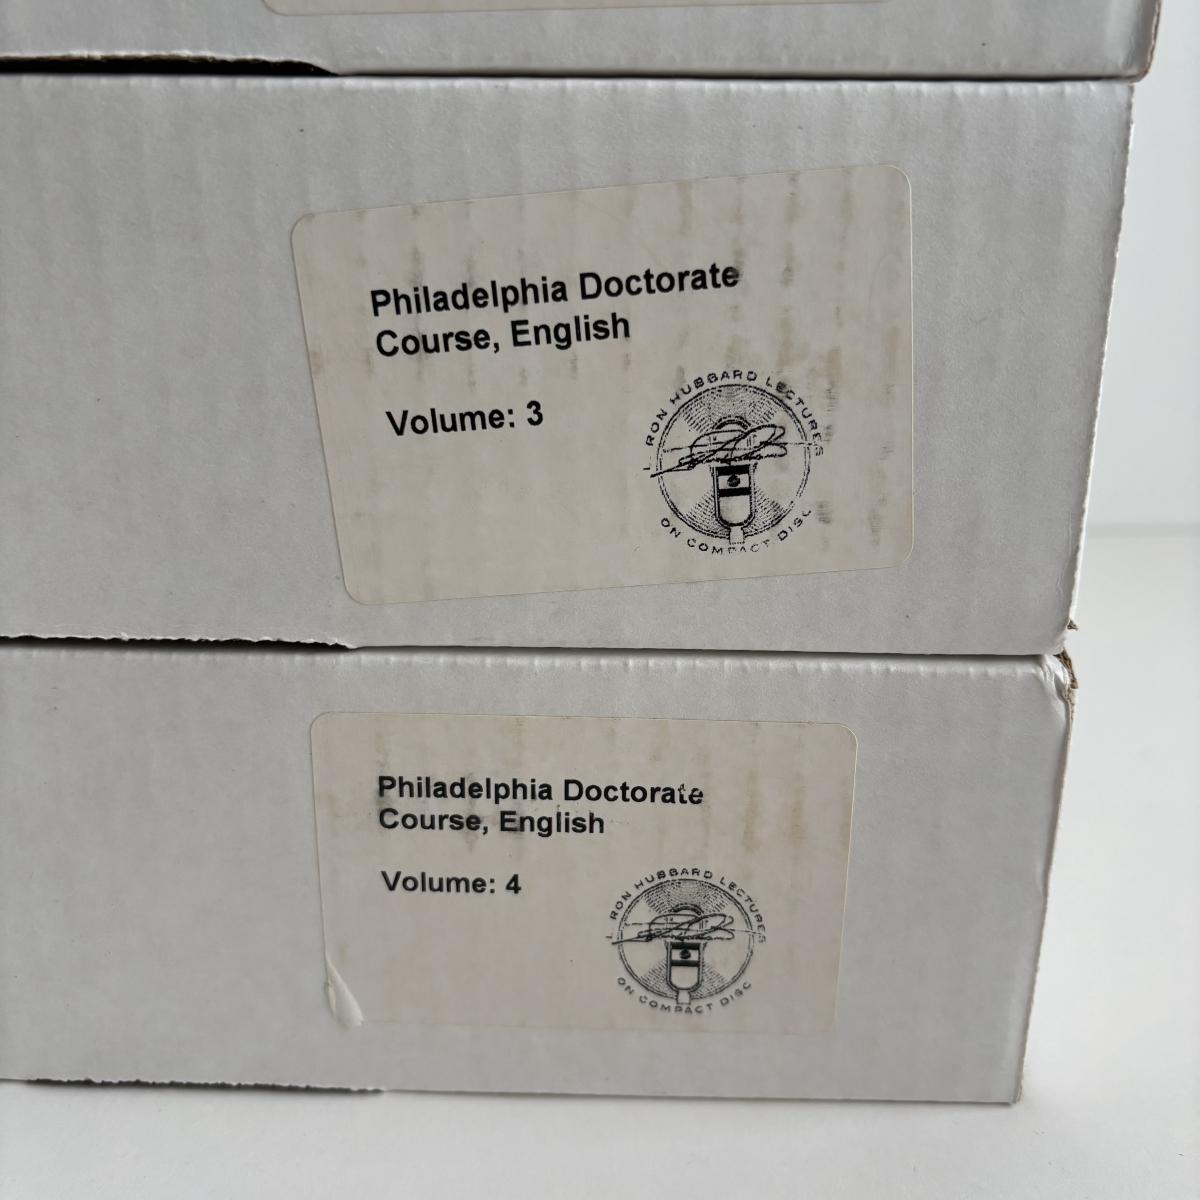 Philadelphia Doctorate
Course, English
Volume: 3
L. RON HUBBARD LECTURES
ON COMPACT DISC
Philadelphia Doctorate
Course, English
Volume: 4
L. RON HUBBARD LECTURES
ON COMPACT DISC